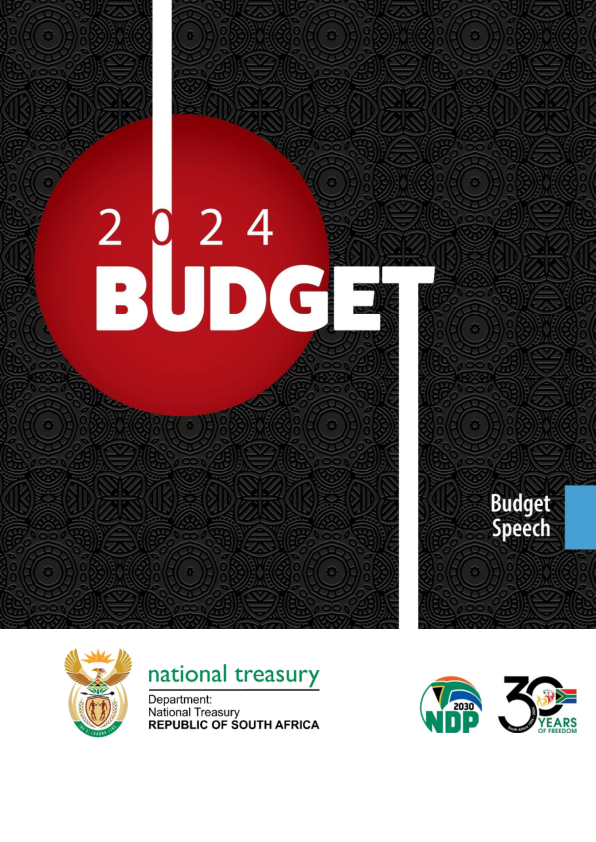 2024
BUDGET
Budget
Speech
national treasury
Department:
National Treasury
REPUBLIC OF SOUTH AFRICA
2030
NDP
30
YEARS
OF FREEDOM